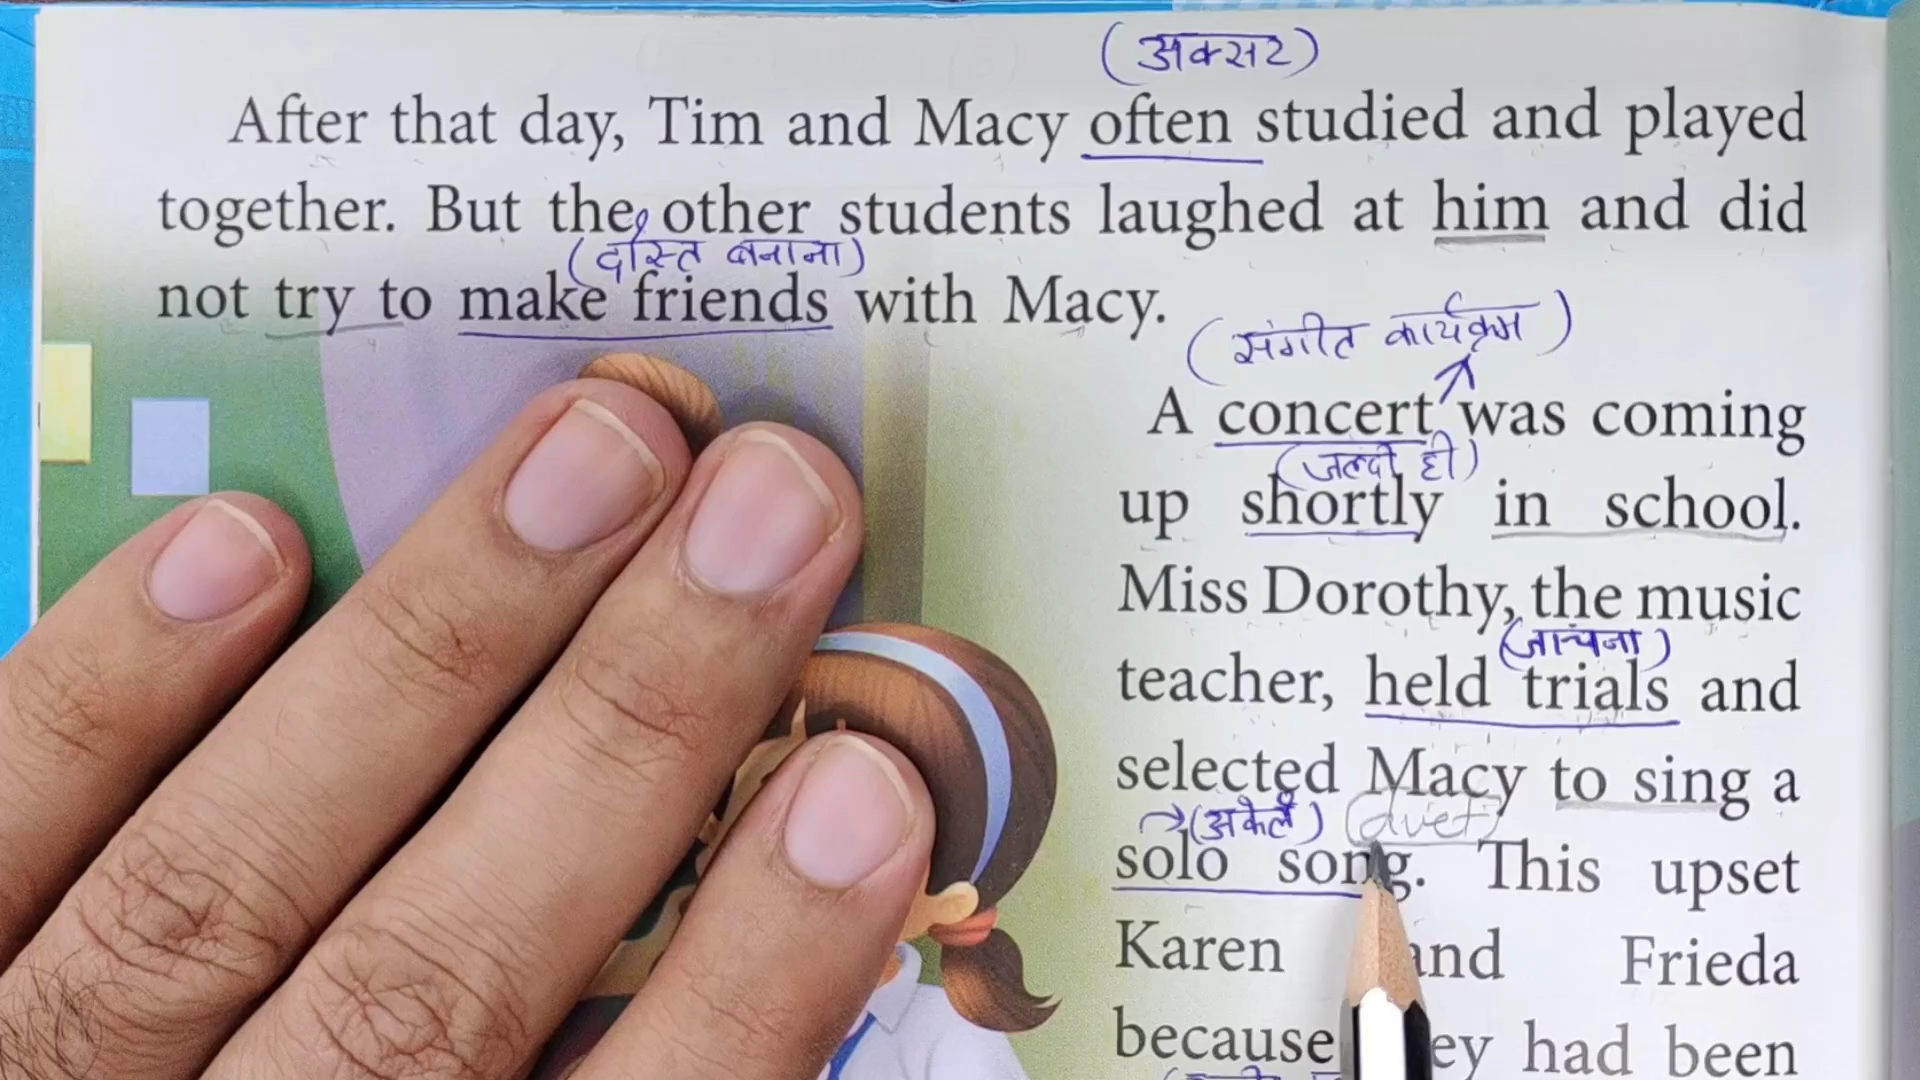 (अक्सर)
After that day, Tim and Macy often studied and played
together. But the other students laughed at him and did
(दोस्त बनाना)
not try to make friends with Macy.
(संगीत कार्यक्रम)
A concert was coming
(जल्दी ही)
up shortly in school.
Miss Dorothy, the music
(जाचना)
teacher, held trials and
selected Macy to sing a
(अकेले) (duet)
solo song. This upset
Karen and Frieda
because had been